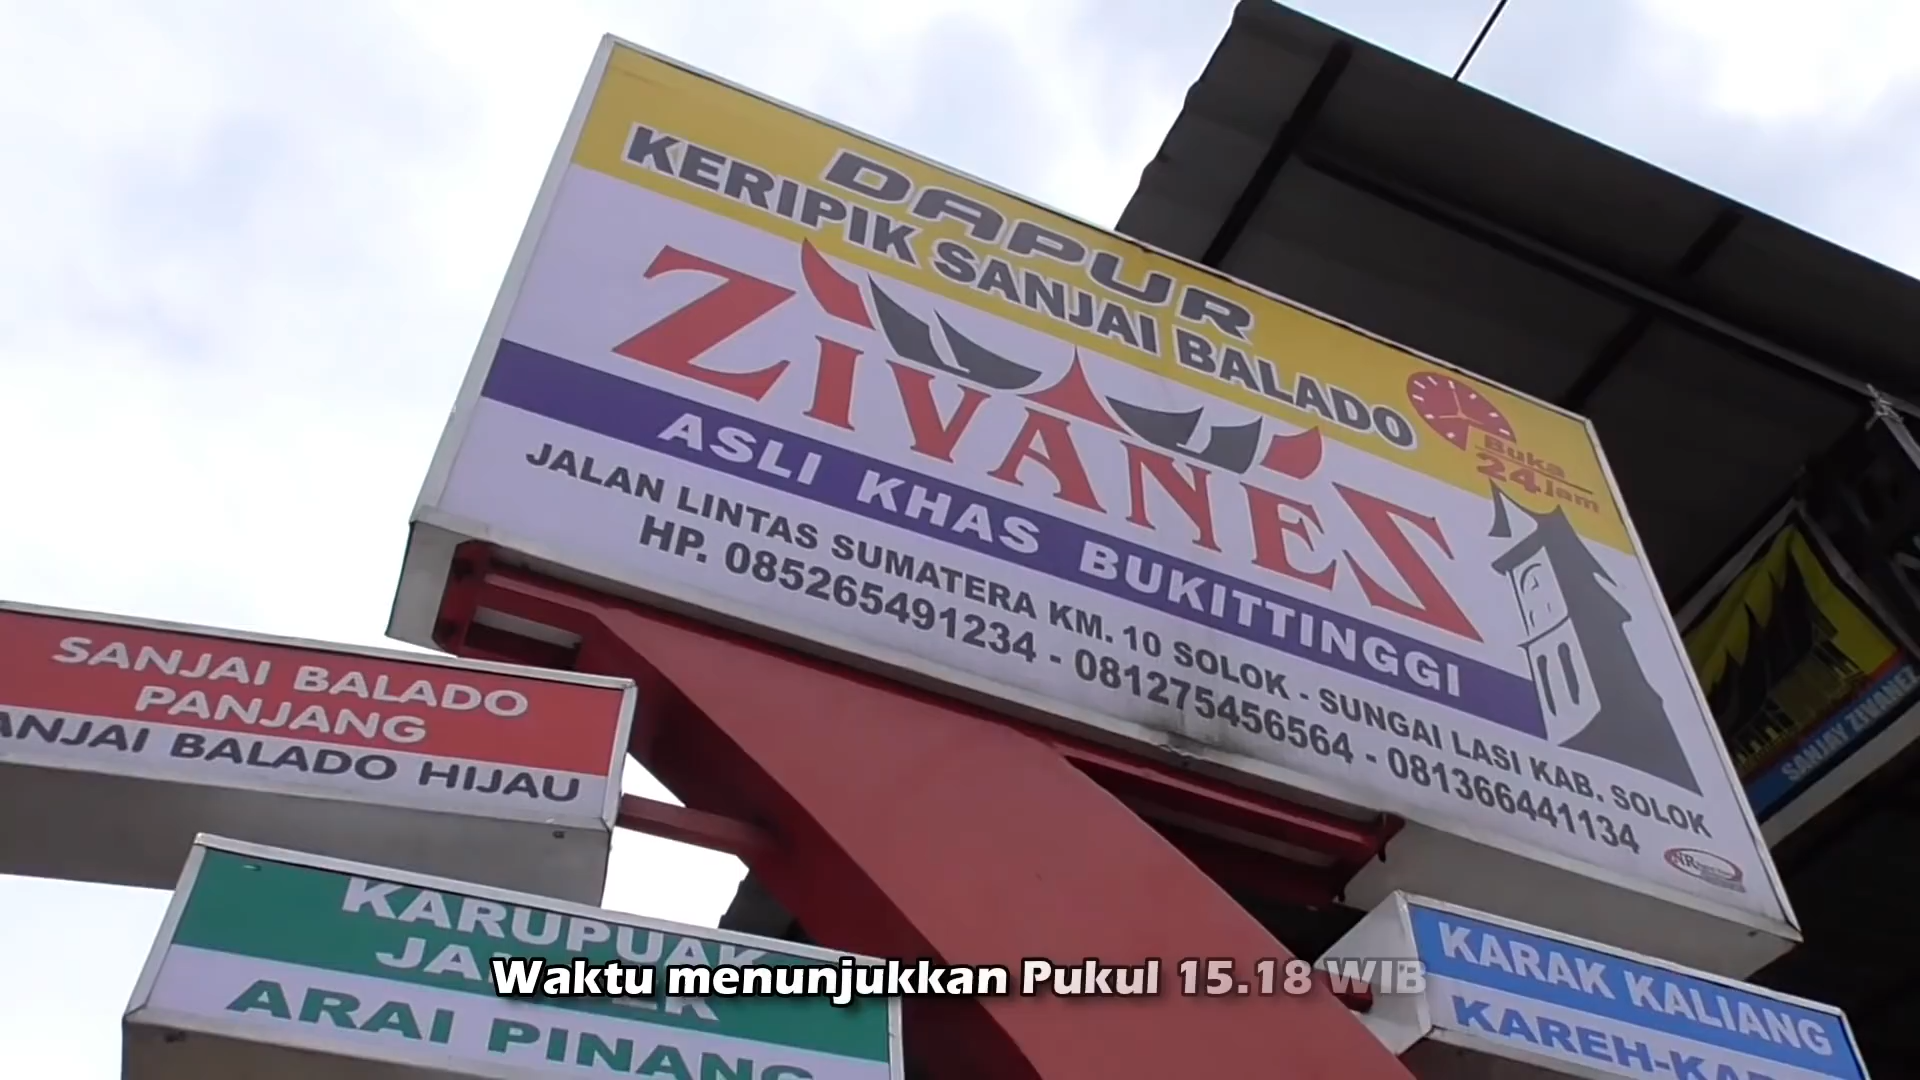 DAPUR
KERIPIK SANJAI BALADO
ZIVANES
Buka
24 Jam
ASLI KHAS BUKITTINGGI
JALAN LINTAS SUMATERA KM. 10 SOLOK - SUNGAI LASI KAB. SOLOK
HP. 085265491234 - 081275456564 - 081366441134
SANJAY ZIVANEZ
SANJAI BALADO
PANJANG
ANJAI BALADO HIJAU
KARUPUAK
ARAI PINANG
KARAK KALIANG
KAREH-KA
Waktu menunjukkan Pukul 15.18 WIB